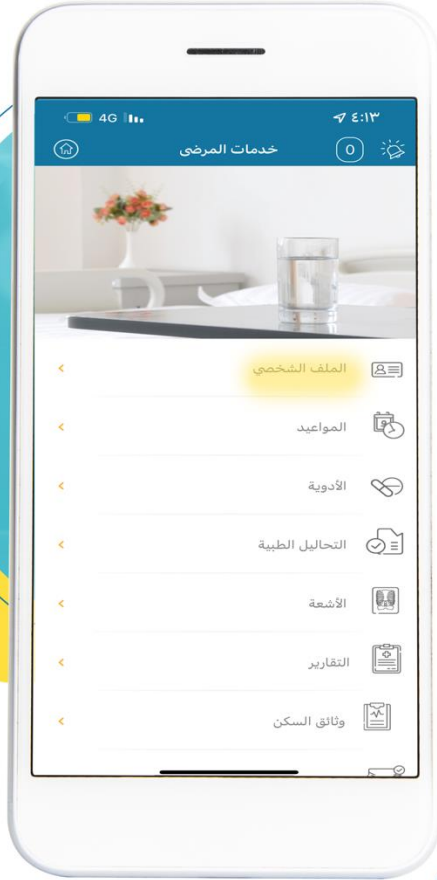 ٤:١٣ 4G
0 خدمات المرضى
الملف الشخصي
المواعيد
الأدوية
التحاليل الطبية
الأشعة
التقارير
وثائق السكن